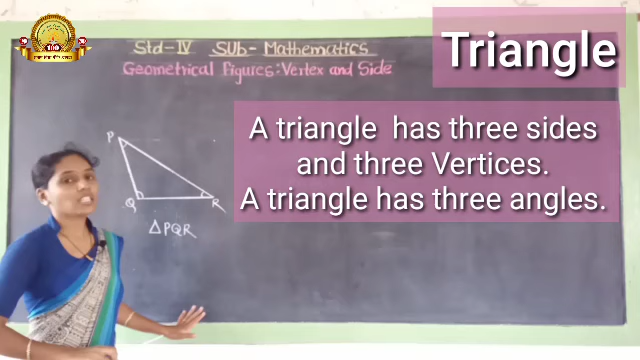 Std-IV Sub-Mathematics
Geometrical Figures: Vertex and Side
Triangle
A triangle has three sides
and three Vertices.
A triangle has three angles.
P
Q
R
△PQR